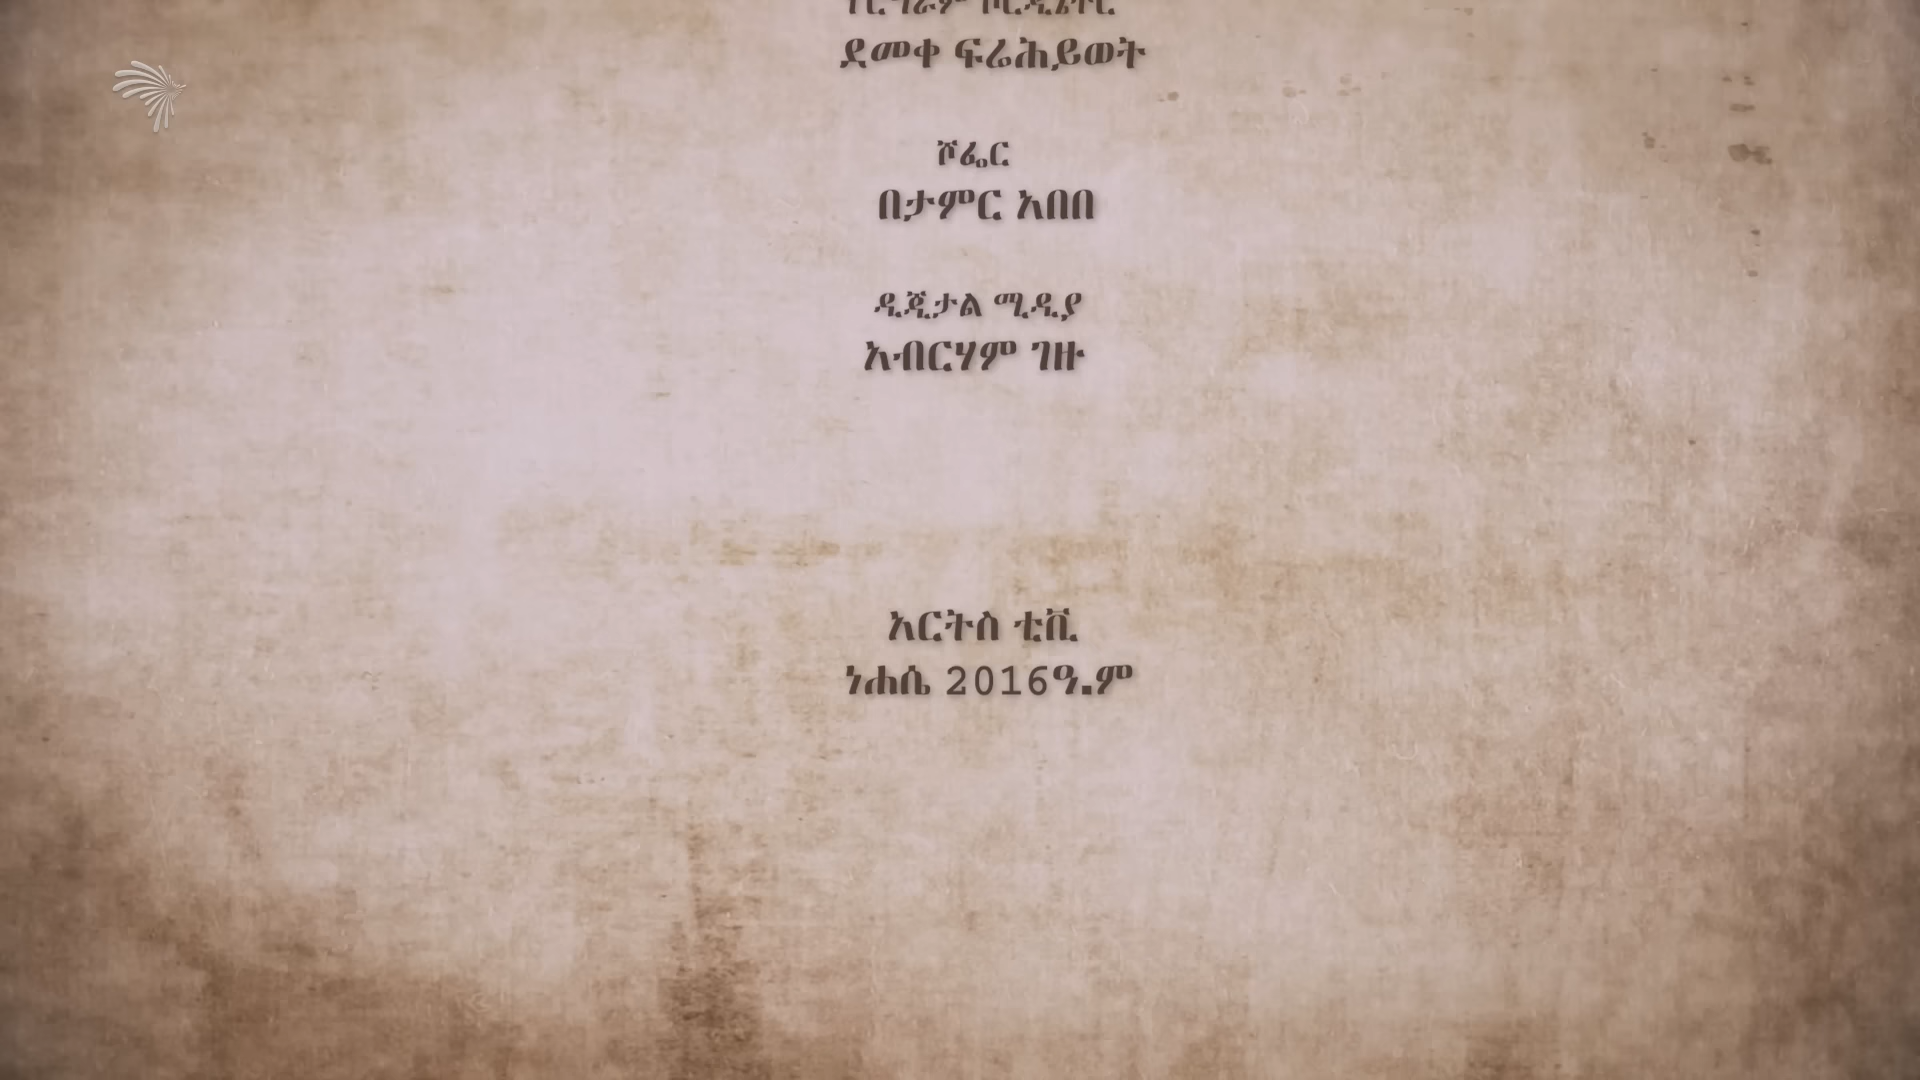 ደመቀ ፍሬሕይወት
ሾፌር
በታምር አበበ
ዲጂታል ሚዲያ
አብርሃም ገዙ
አርትስ ቲቪ
ነሐሴ 2016ዓ.ም